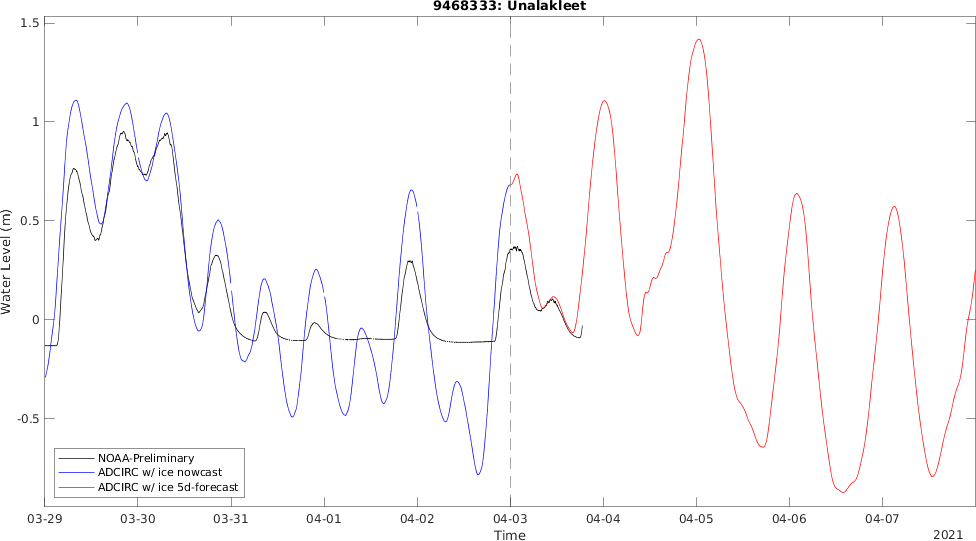 9468333: Unalakleet
1.5
1
0.5
0
-0.5
Water Level (m)
NOAA-Preliminary
ADCIRC w/ ice nowcast
ADCIRC w/ ice 5d-forecast
03-29 03-30 03-31 04-01 04-02 04-03 04-04 04-05 04-06 04-07
Time
2021